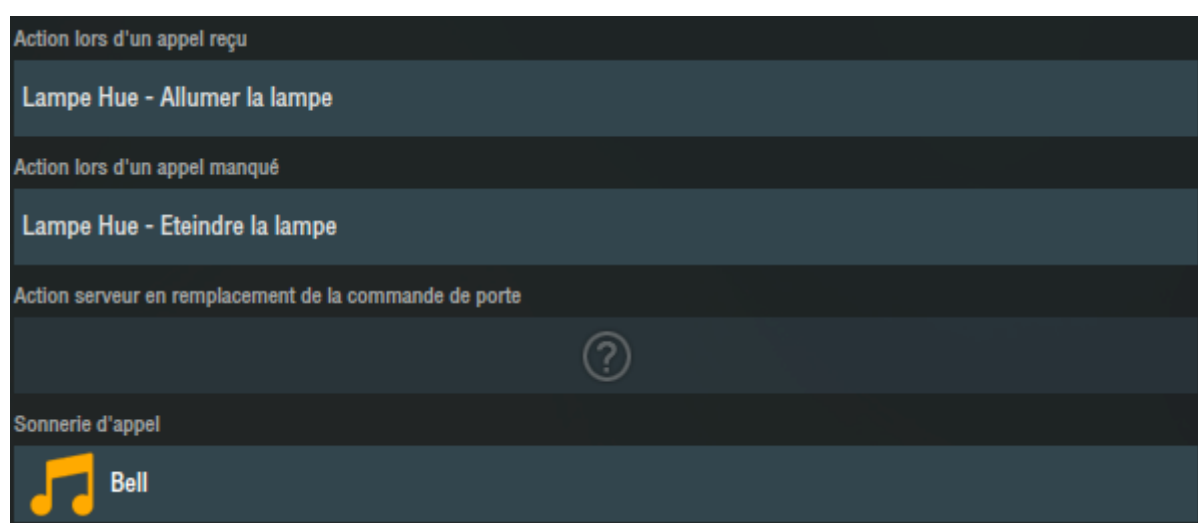 Action lors d'un appel reçu
Lampe Hue - Allumer la lampe
Action lors d'un appel manqué
Lampe Hue - Eteindre la lampe
Action serveur en remplacement de la commande de porte
?
Sonnerie d'appel
Bell